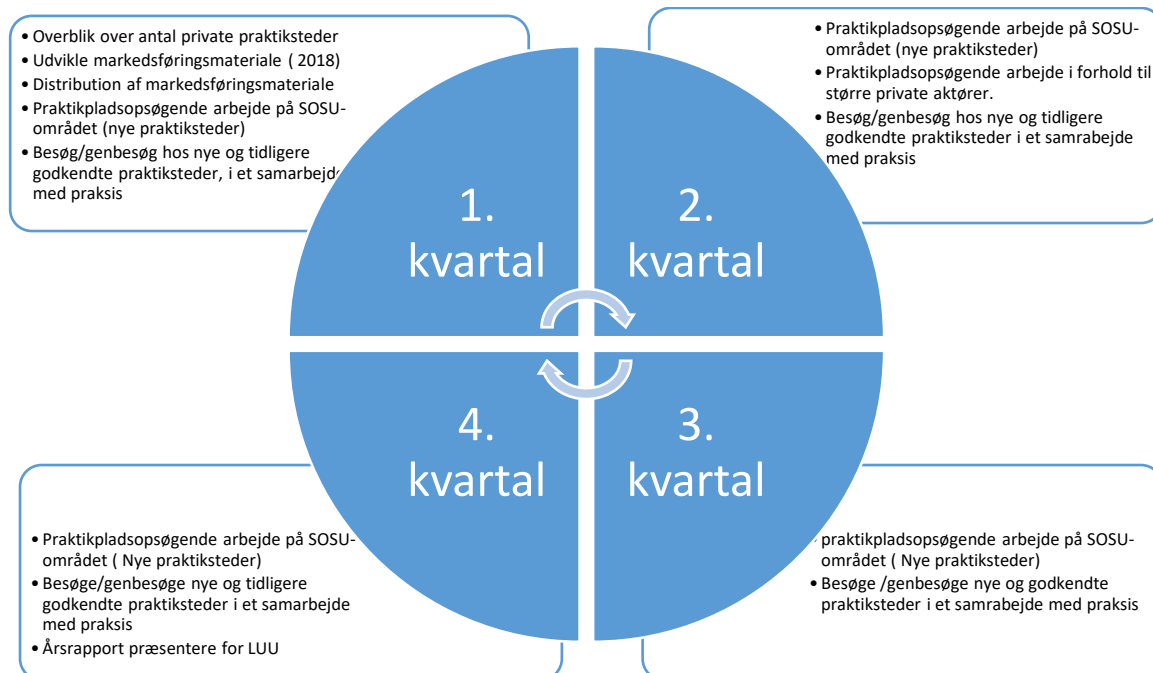 • Overblik over antal private praktiksteder
• Udvikle markedsføringsmateriale ( 2018)
• Distribution af markedsføringsmateriale
• Praktikpladsopsøgende arbejde på SOSU-
området (nye praktiksteder)
• Besøg/genbesøg hos nye og tidligere
godkendte praktiksteder, i et samarbejde
med praksis
• Praktikpladsopsøgende arbejde på SOSU-
området (nye praktiksteder)
• Praktikpladsopsøgende arbejde i forhold til
større private aktører.
• Besøg/genbesøg hos nye og tidligere
godkendte praktiksteder i et samrabejde
med praksis
1.
kvartal
2.
kvartal
4.
kvartal
3.
kvartal
• Praktikpladsopsøgende arbejde på SOSU-
området ( Nye praktiksteder)
• Besøge/genbesøge nye og tidligere
godkendte praktiksteder i et samarbejde
med praksis
• Årsrapport præsentere for LUU
• praktikpladsopsøgende arbejde på SOSU-
området ( Nye praktiksteder)
• Besøge /genbesøge nye og godkendte
praktiksteder i et samrabejde med praksis